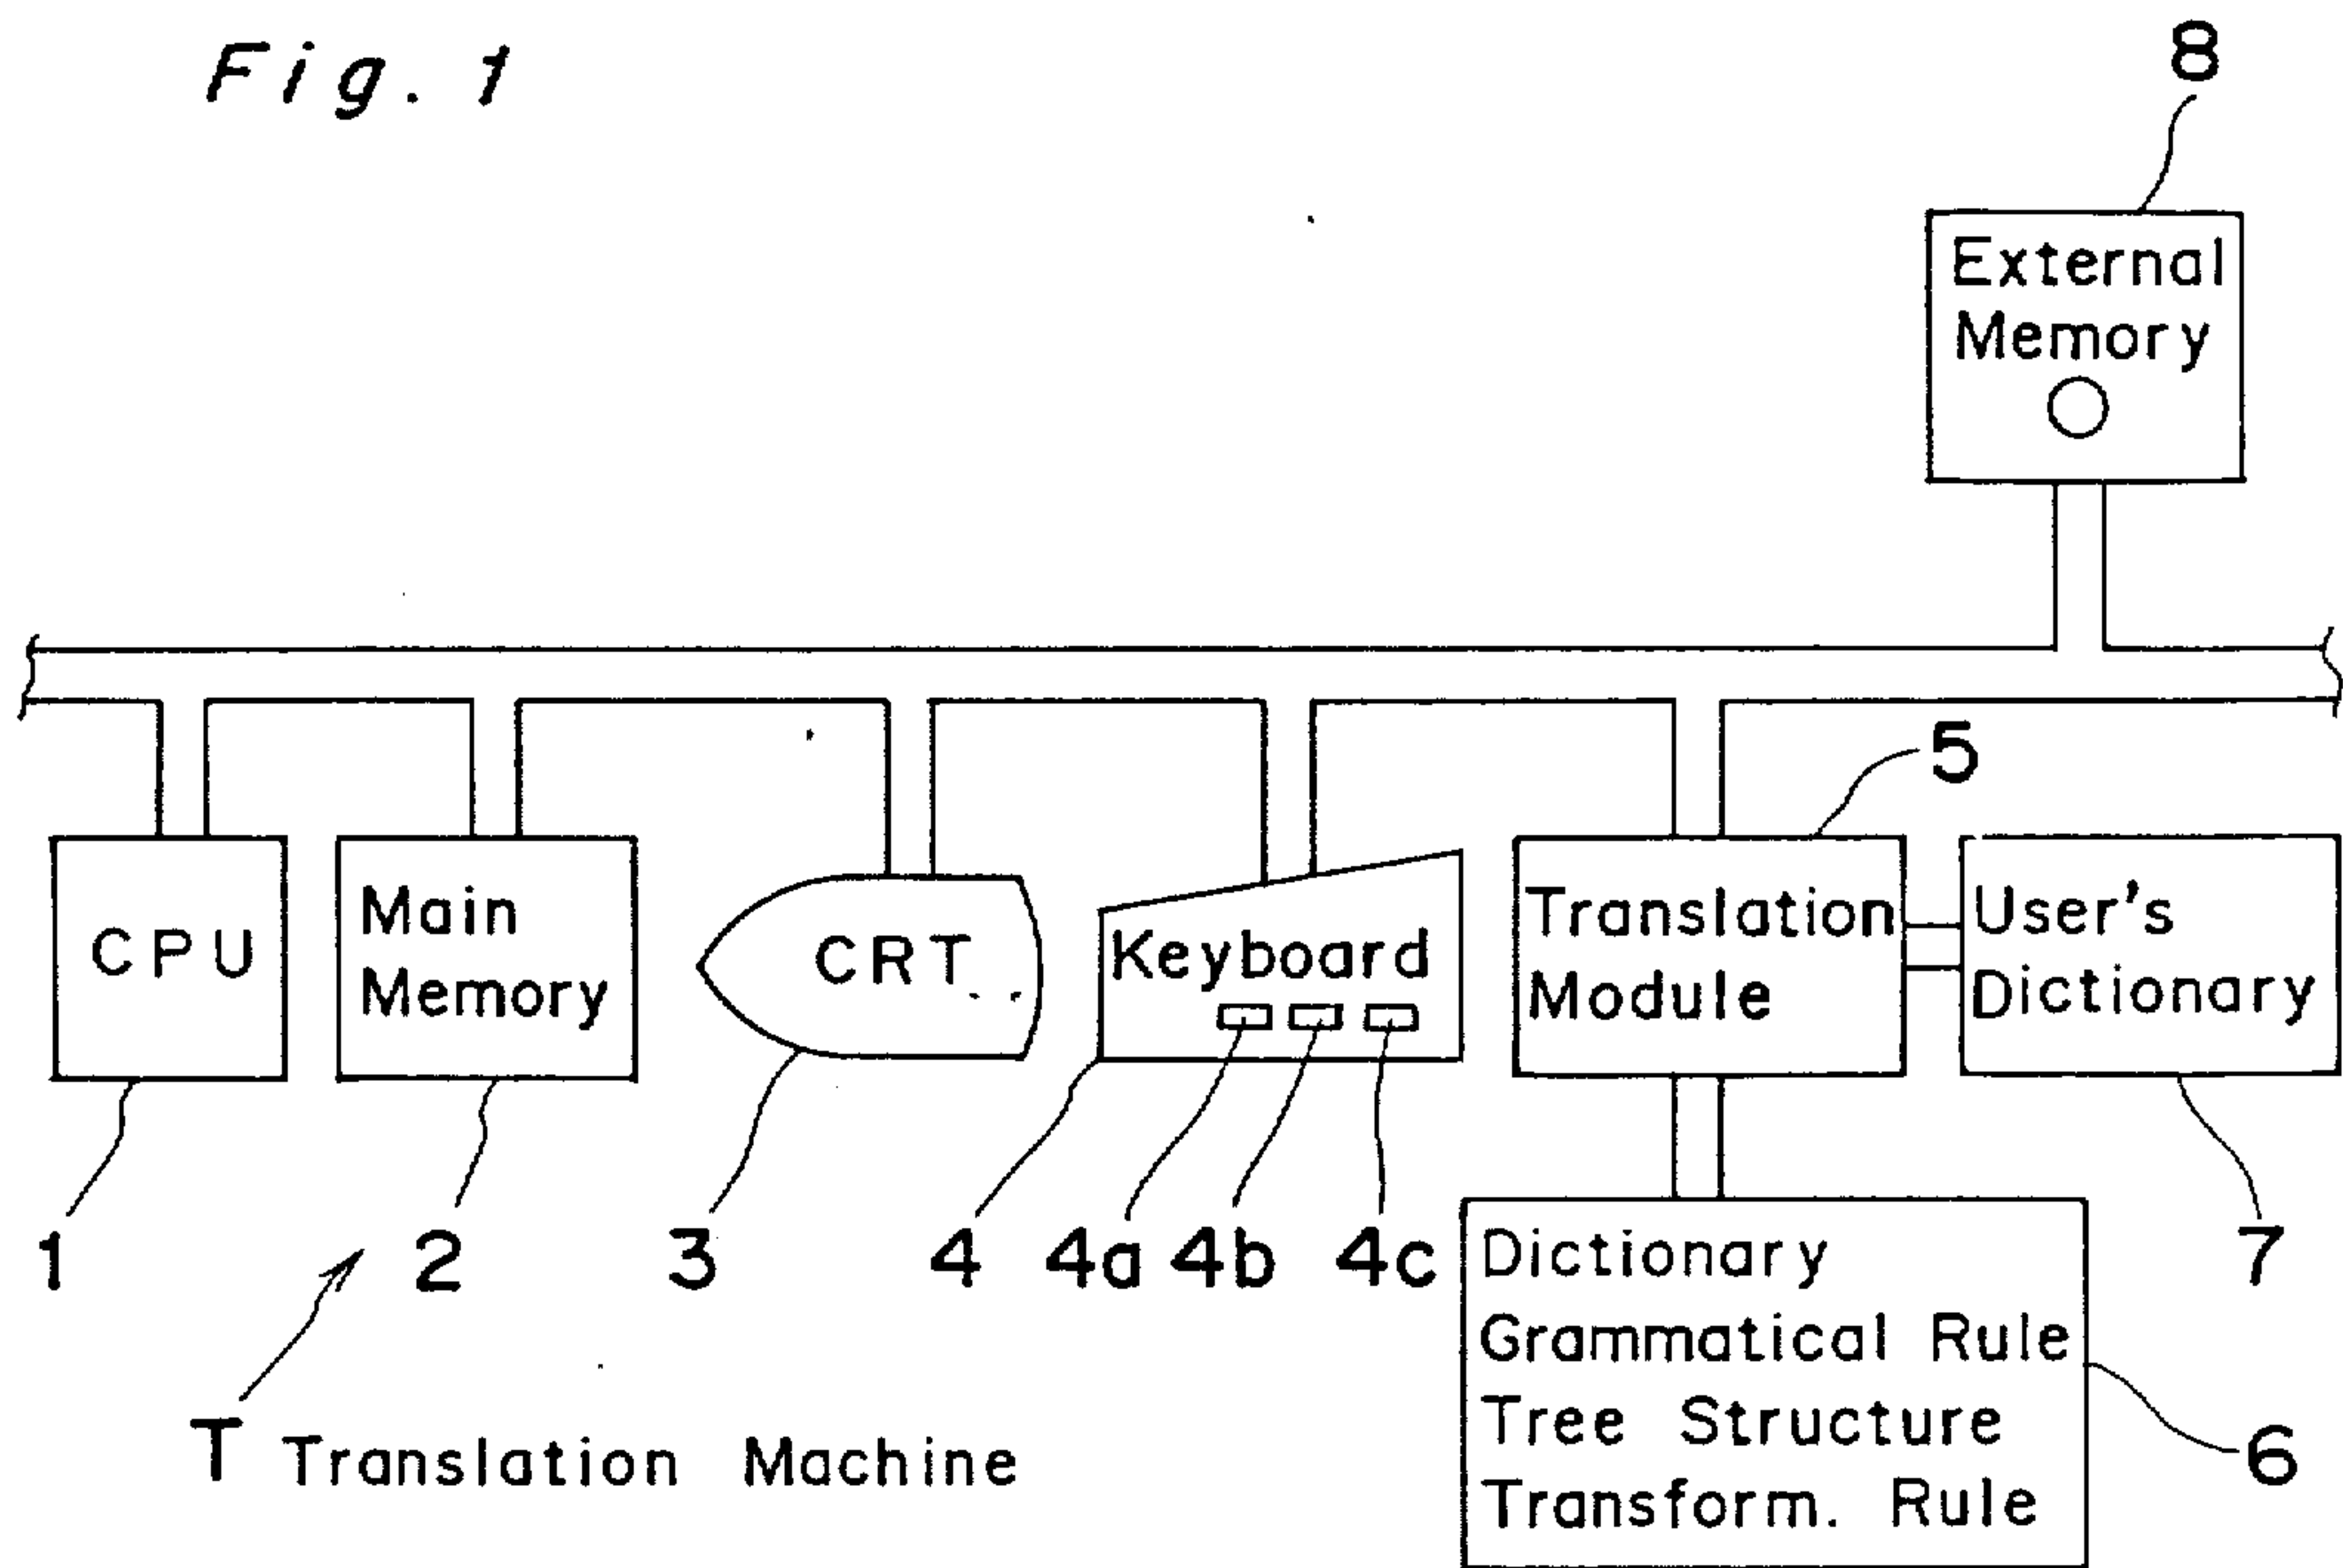 Fig. 1
8
External
Memory
5
CPU
Main
Memory
CRT
Keyboard
Translation
Module
User's
Dictionary
1
2
3
4
4a
4b
4c
7
Dictionary
Grammatical Rule
Tree Structure
Transform. Rule
6
T Translation Machine